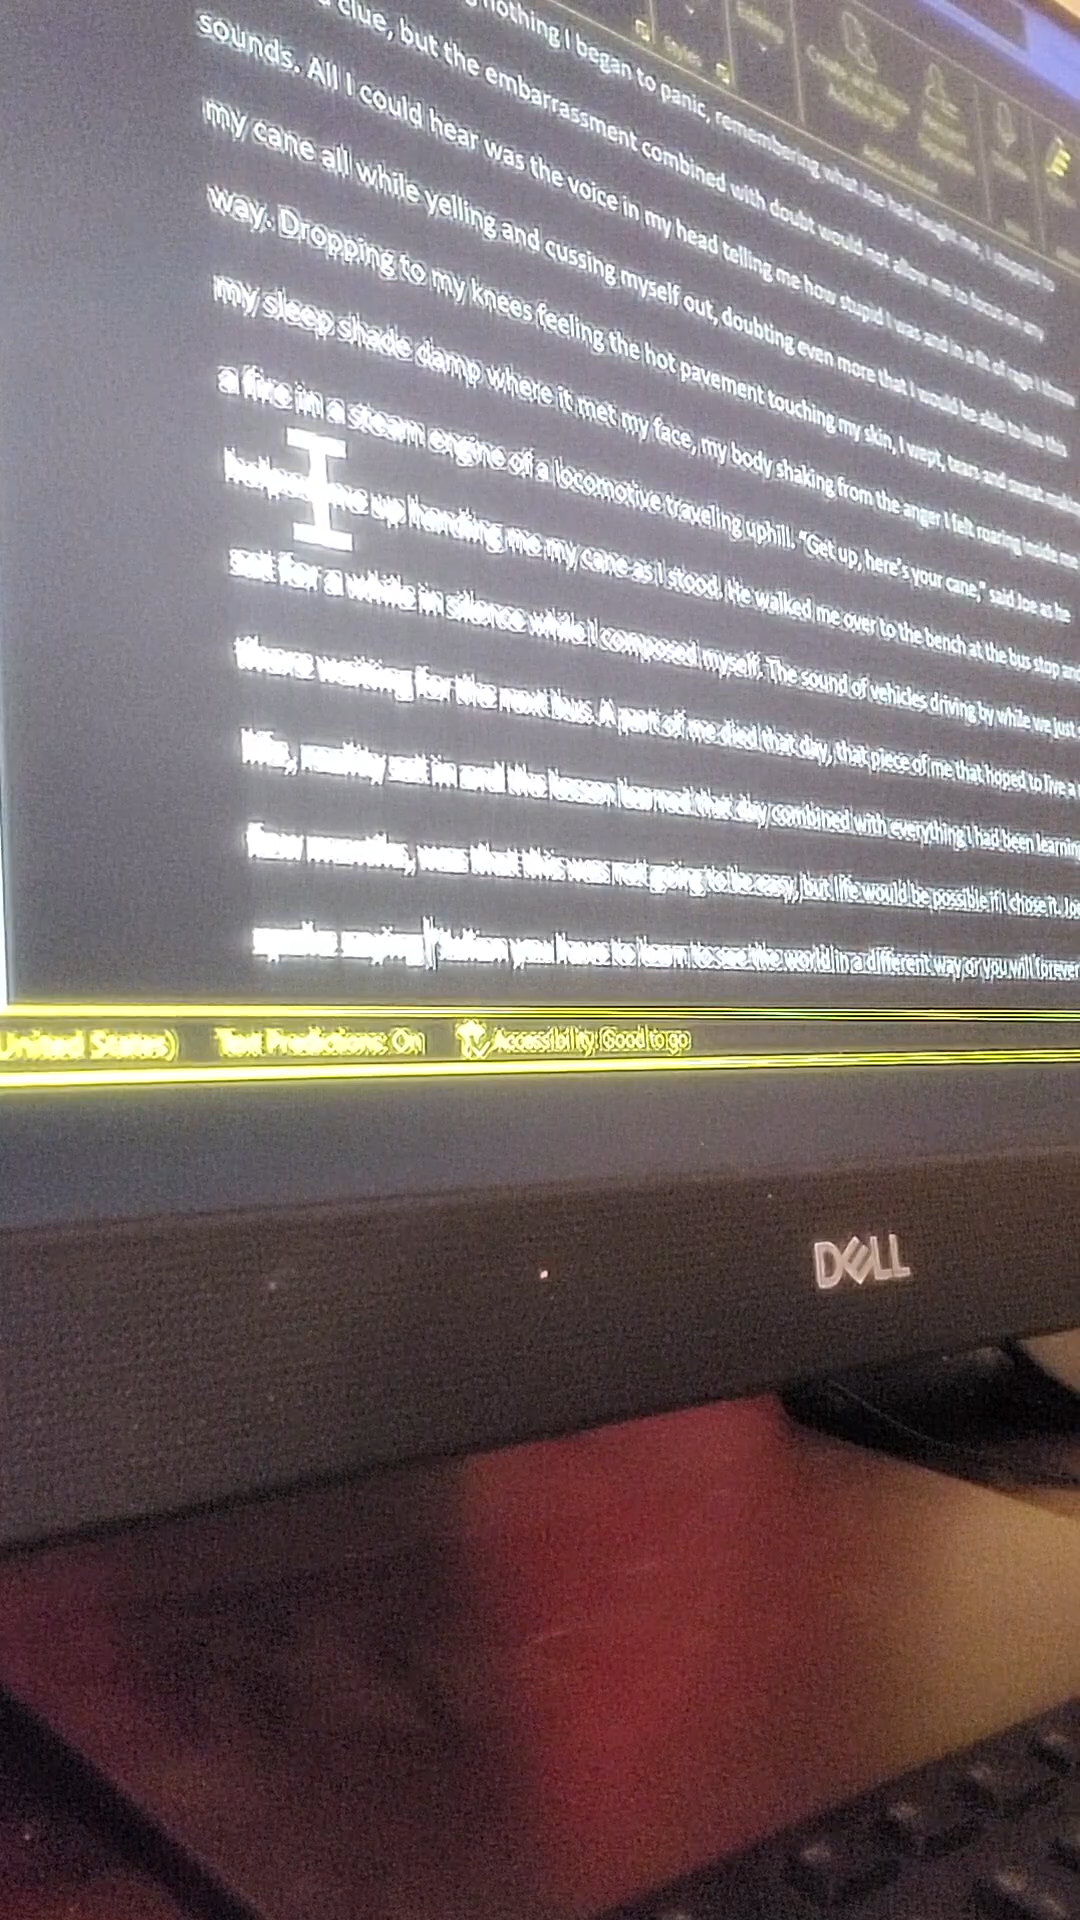 nothing I began to panic, remembering what Joe had taught me, I stopped to
clue, but the embarrassment combined with doubt would not allow me to focus on any
sounds. All I could hear was the voice in my head telling me how stupid I was and in a fit of rage I threw
my cane all while yelling and cussing myself out, doubting even more that I would be able to live this
way. Dropping to my knees feeling the hot pavement touching my skin, I wept, tears and sweat
my sleep shade damp where it met my face, my body shaking from the anger I felt roaring inside me
a fire in a steam engine of a locomotive traveling uphill. "Get up, here's your cane," said Joe as he
helped me up handing me my cane as I stood. He walked me over to the bench at the bus stop and
sat for a while in silence while I composed myself. The sound of vehicles driving by while we just
there waiting for the next bus. A part of me died that day, that piece of me that hoped to live a
life, reality set in and the lesson learned that day combined with everything I had been learning
few months, was that this was not going to be easy, but life would be possible if I chose it. Joe
spoke saying you have to learn to see the world in a different way or you will forever
Styles
Editing
United States)
Text Predictions: On
Accessibility: Good to go
DELL